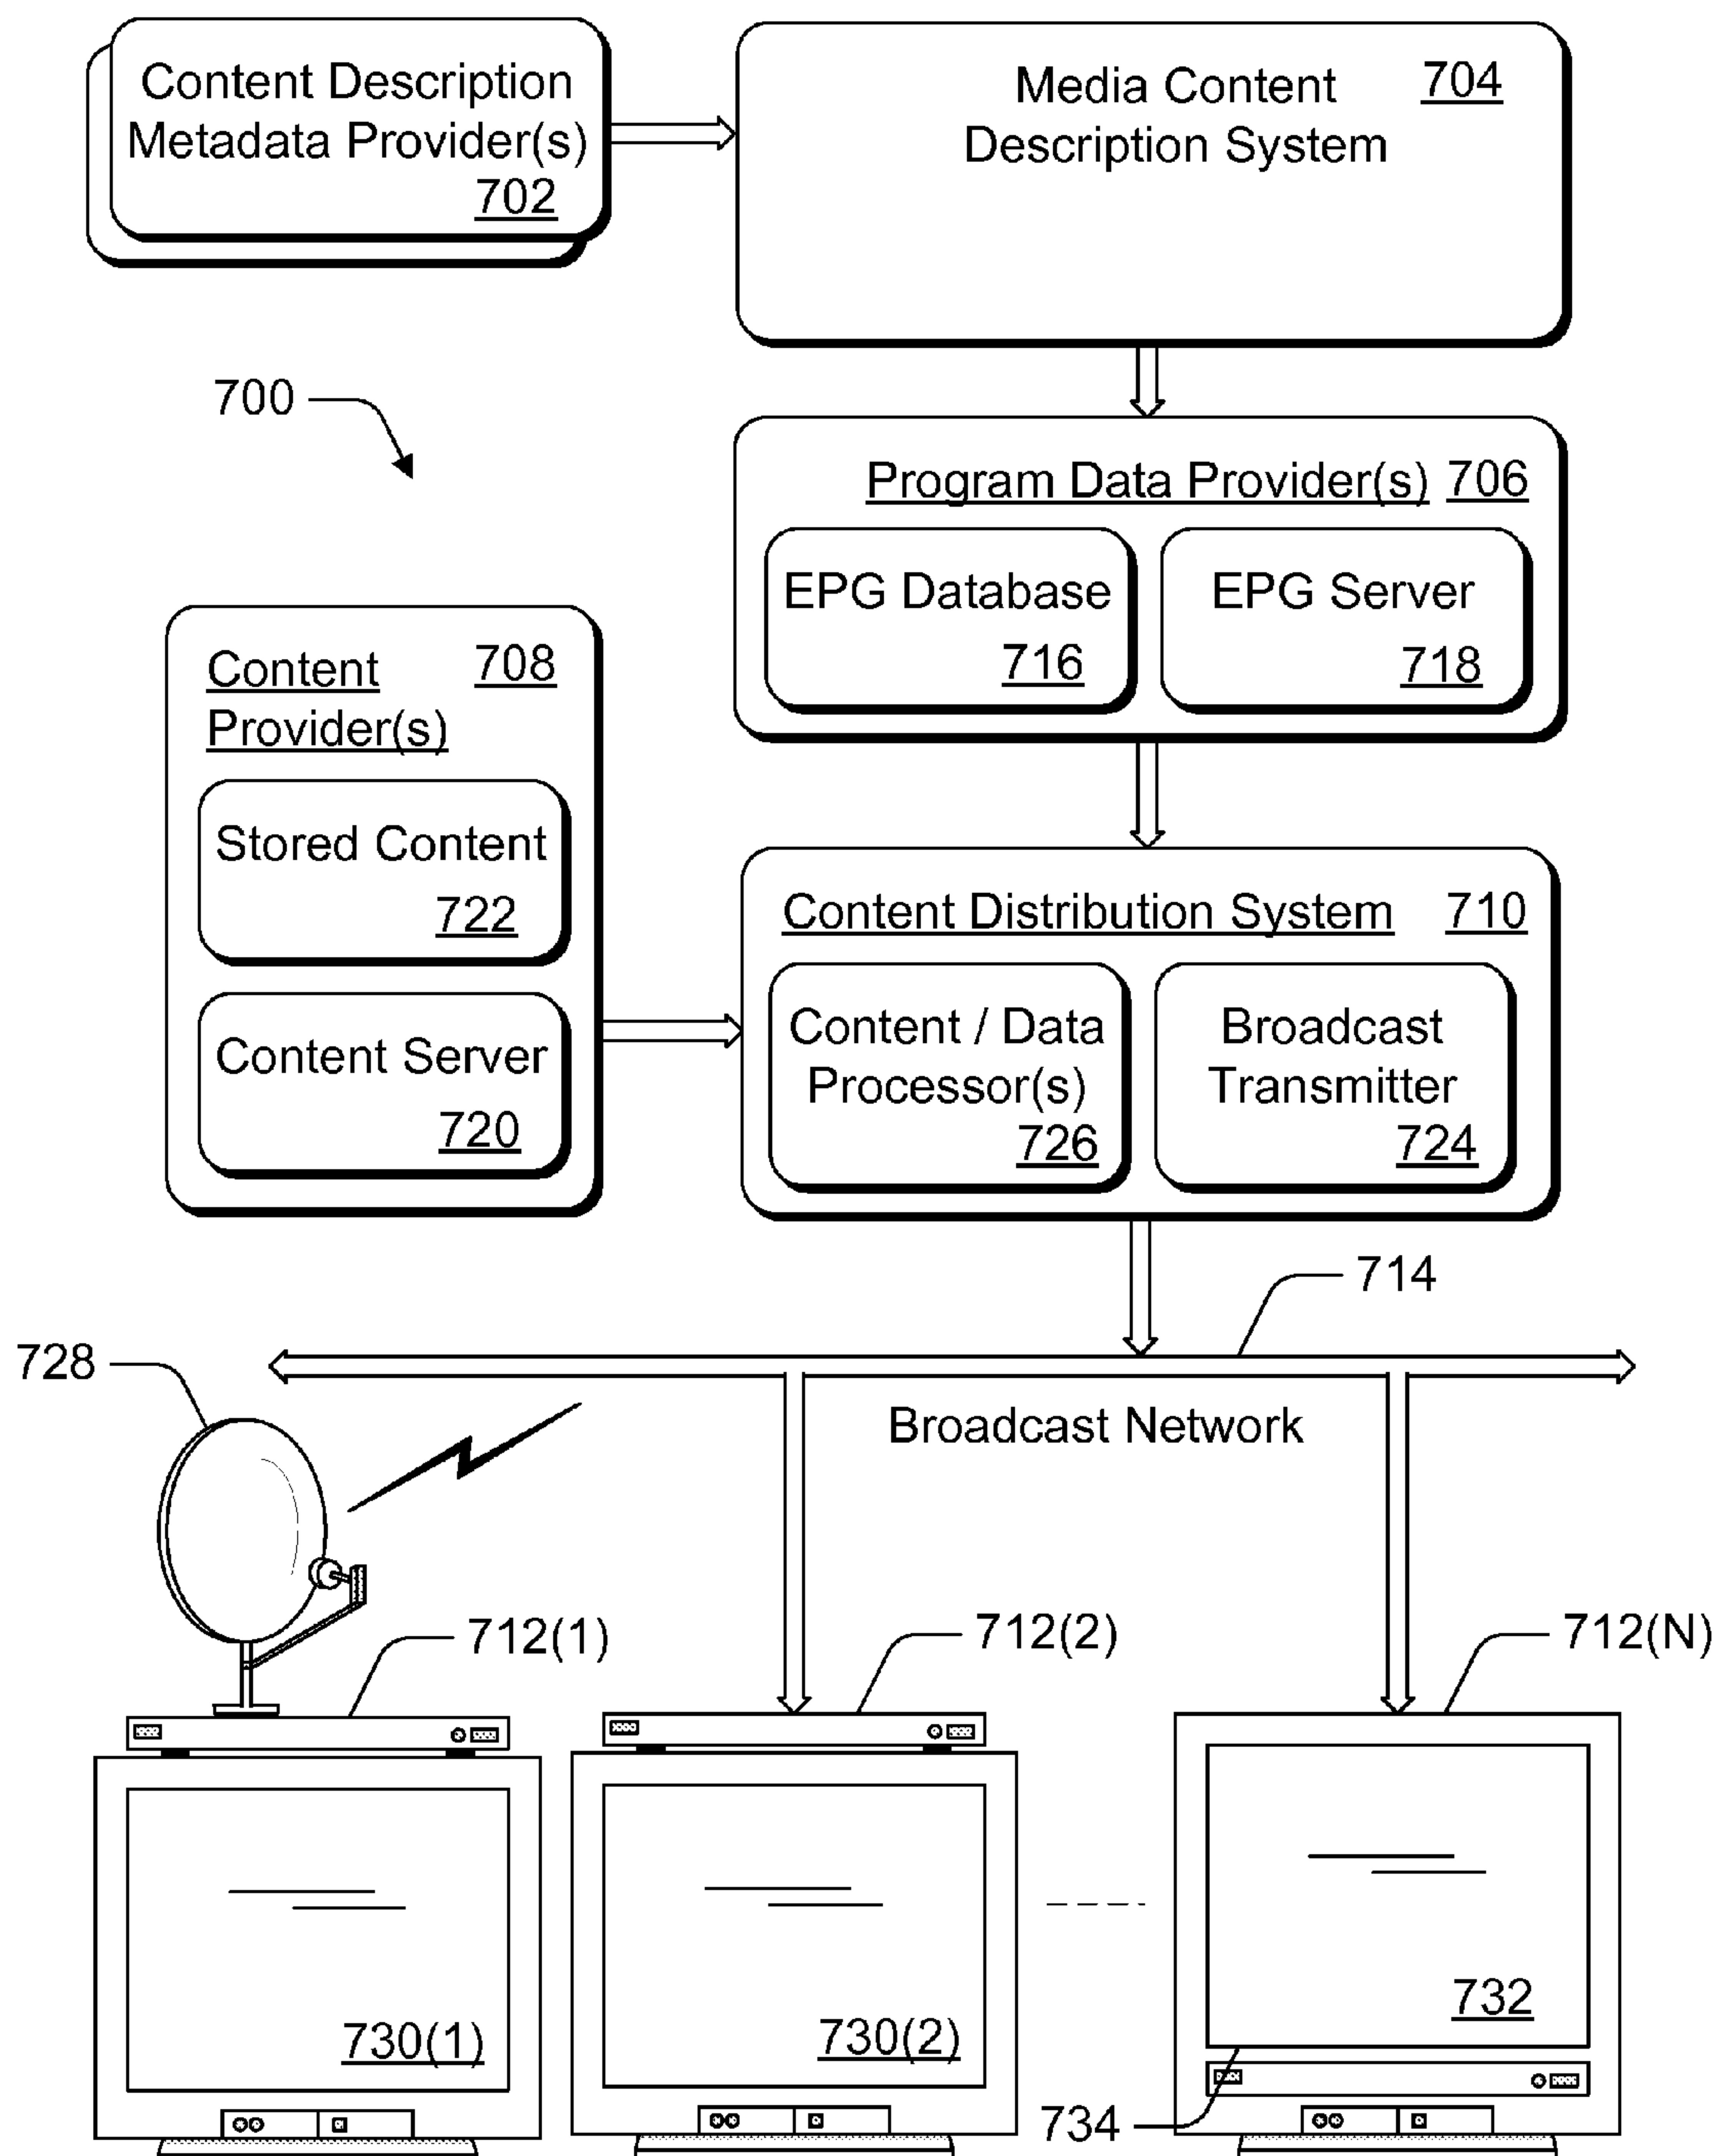 Content Description
Metadata Provider(s)
702
Media Content
Description System
704
700
Program Data Provider(s) 706
EPG Database
716
EPG Server
718
Content
Provider(s)
708
Stored Content
722
Content Server
720
Content Distribution System 710
Content / Data
Processor(s)
726
Broadcast
Transmitter
724
714
728
Broadcast Network
712(1)
712(2)
712(N)
730(1)
730(2)
732
734